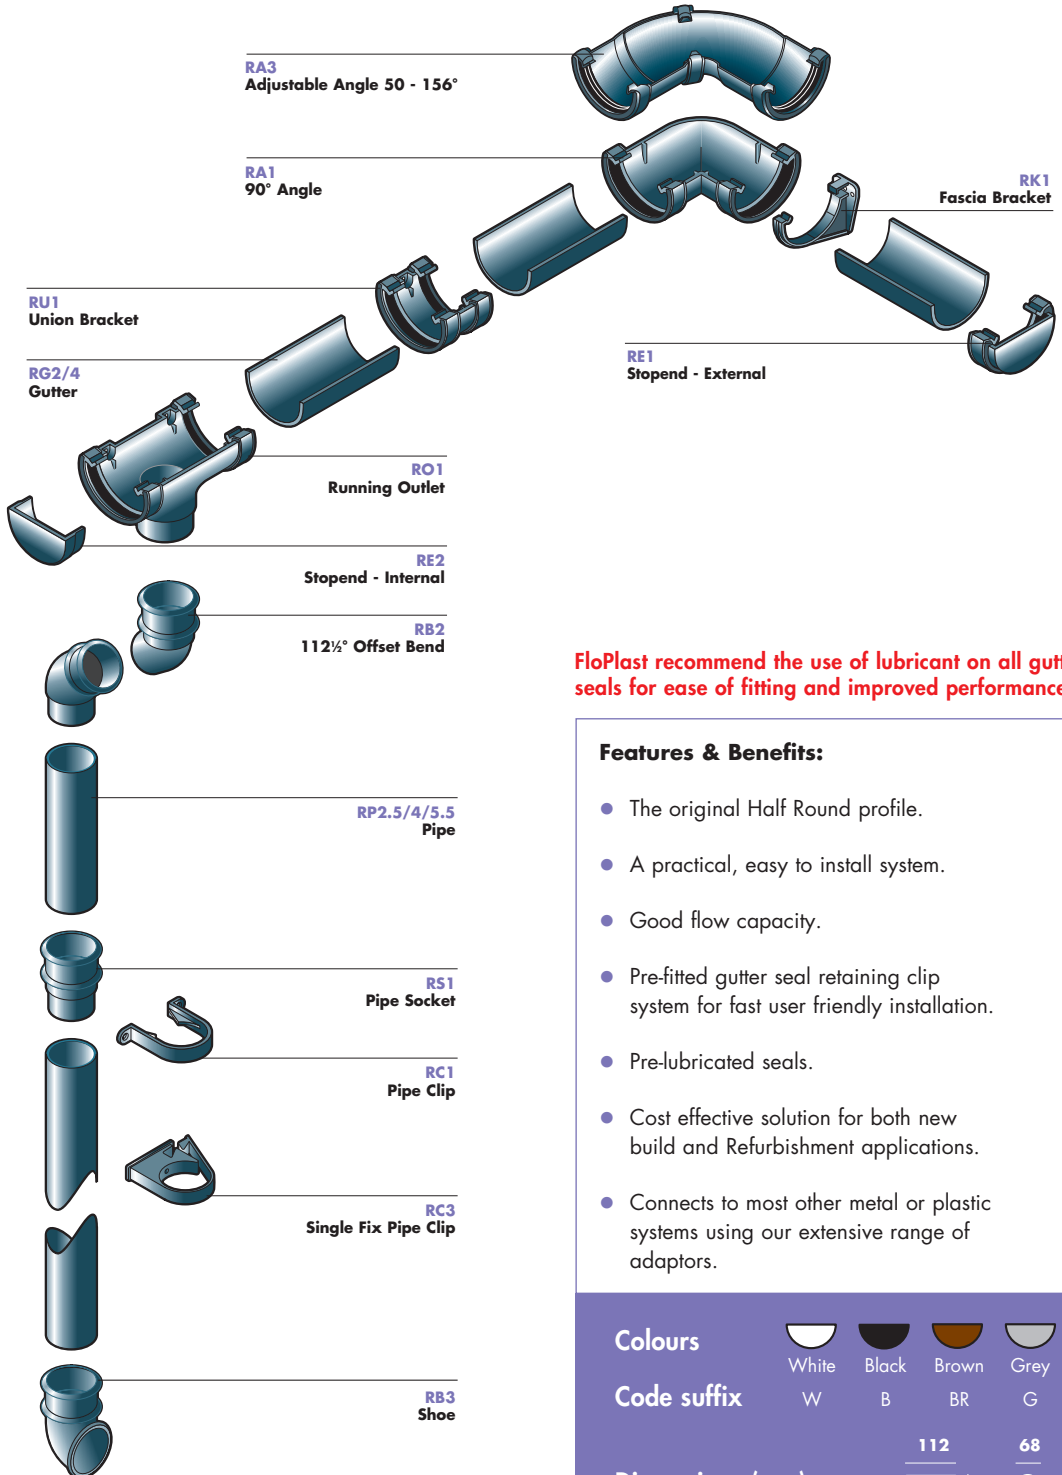 RA3
Adjustable Angle 50 - 156°
RA1
90° Angle
RK1
Fascia Bracket
RU1
Union Bracket
RG2/4
Gutter
RE1
Stopend - External
RO1
Running Outlet
RE2
Stopend - Internal
RB2
112½° Offset Bend
RP2.5/4/5.5
Pipe
RS1
Pipe Socket
RC1
Pipe Clip
RC3
Single Fix Pipe Clip
RB3
Shoe
FloPlast recommend the use of lubricant on all gutt
seals for ease of fitting and improved performance
Features & Benefits:
● The original Half Round profile.
● A practical, easy to install system.
● Good flow capacity.
● Pre-fitted gutter seal retaining clip
system for fast user friendly installation.
● Pre-lubricated seals.
● Cost effective solution for both new
build and Refurbishment applications.
● Connects to most other metal or plastic
systems using our extensive range of
adaptors.
Colours White Black Brown Grey
Code suffix W B BR G
112 68